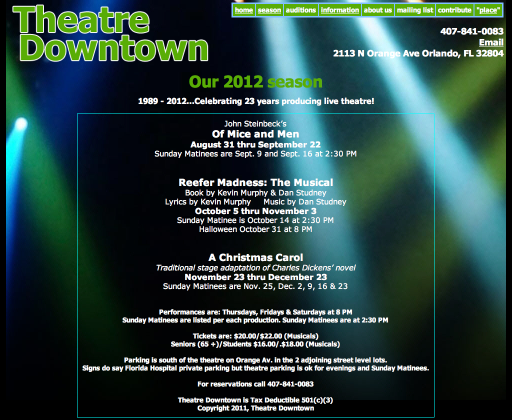 Theatre
Downtown
home season auditions information about us mailing list contribute "place"
407-841-0083
Email
2113 N Orange Ave Orlando, FL 32804
Our 2012 season
1989 - 2012...Celebrating 23 years producing live theatre!
John Steinbeck's
Of Mice and Men
August 31 thru September 22
Sunday Matinees are Sept. 9 and Sept. 16 at 2:30 PM
Reefer Madness: The Musical
Book by Kevin Murphy & Dan Studney
Lyrics by Kevin Murphy Music by Dan Studney
October 5 thru November 3
Sunday Matinee is October 14 at 2:30 PM
Halloween October 31 at 8 PM
A Christmas Carol
Traditional stage adaptation of Charles Dickens' novel
November 23 thru December 23
Sunday Matinees are Nov. 25, Dec. 2, 9, 16 & 23
Performances are: Thursdays, Fridays & Saturdays at 8 PM
Sunday Matinees are listed per each production. Sunday Matinees are at 2:30 PM
Tickets are: $20.00/$22.00 (Musicals)
Seniors (65 +)/Students $16.00/.$18.00 (Musicals)
Parking is south of the theatre on Orange Av. in the 2 adjoining street level lots.
Signs do say Florida Hospital private parking but theatre parking is ok for evenings and Sunday Matinees.
For reservations call 407-841-0083
Theatre Downtown is Tax Deductible 501(c)(3)
Copyright 2011, Theatre Downtown